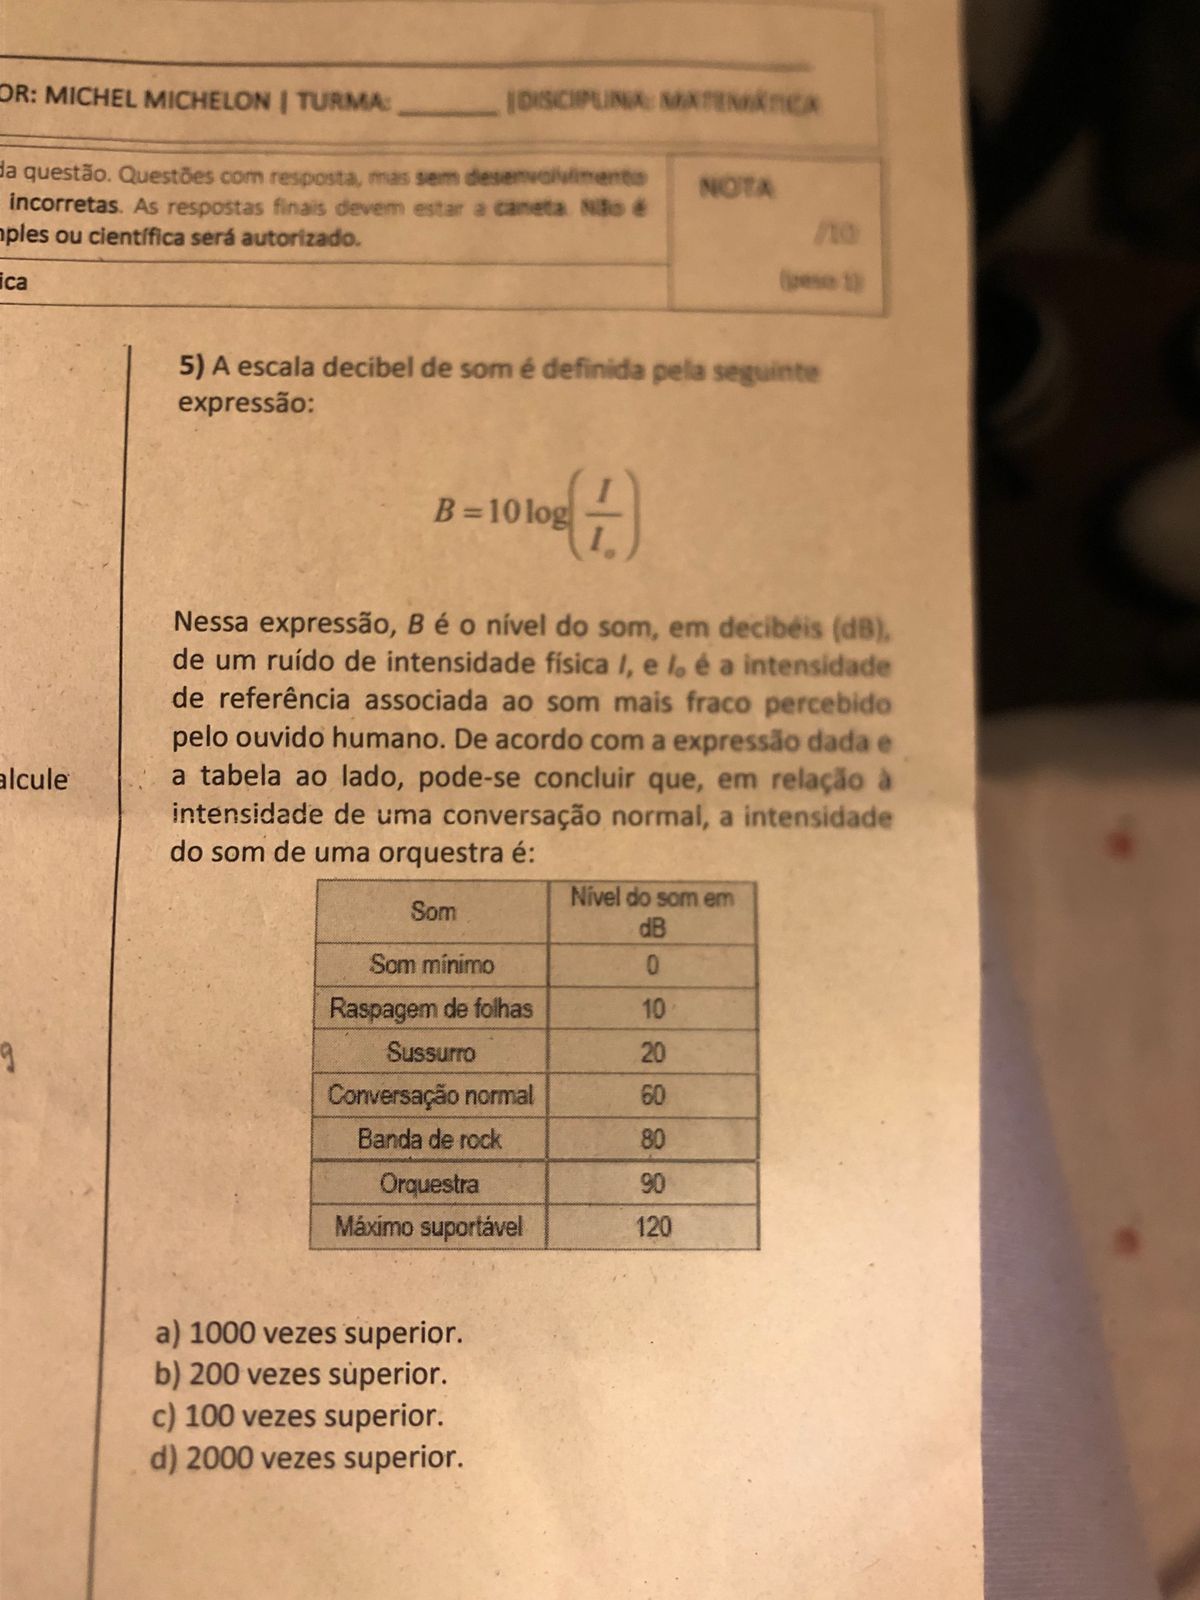 OR: MICHEL MICHELON | TURMA: ________ | DISCIPLINA: MATEMÁTICA
da questão. Questões com resposta, mas sem desenvolvimento
incorretas. As respostas finais devem estar a caneta. Não é
mples ou científica será autorizado.
NOTA
/10
(peso 1)
ica
alcule
g
5) A escala decibel de som é definida pela seguinte
expressão:
B = 10 log(I/I₀)
Nessa expressão, B é o nível do som, em decibéis (dB),
de um ruído de intensidade física I, e I₀ é a intensidade
de referência associada ao som mais fraco percebido
pelo ouvido humano. De acordo com a expressão dada e
a tabela ao lado, pode-se concluir que, em relação à
intensidade de uma conversação normal, a intensidade
do som de uma orquestra é:
Som Nível do som em
dB
Som mínimo 0
Raspagem de folhas 10
Sussurro 20
Conversação normal 60
Banda de rock 80
Orquestra 90
Máximo suportável 120
a) 1000 vezes superior.
b) 200 vezes superior.
c) 100 vezes superior.
d) 2000 vezes superior.